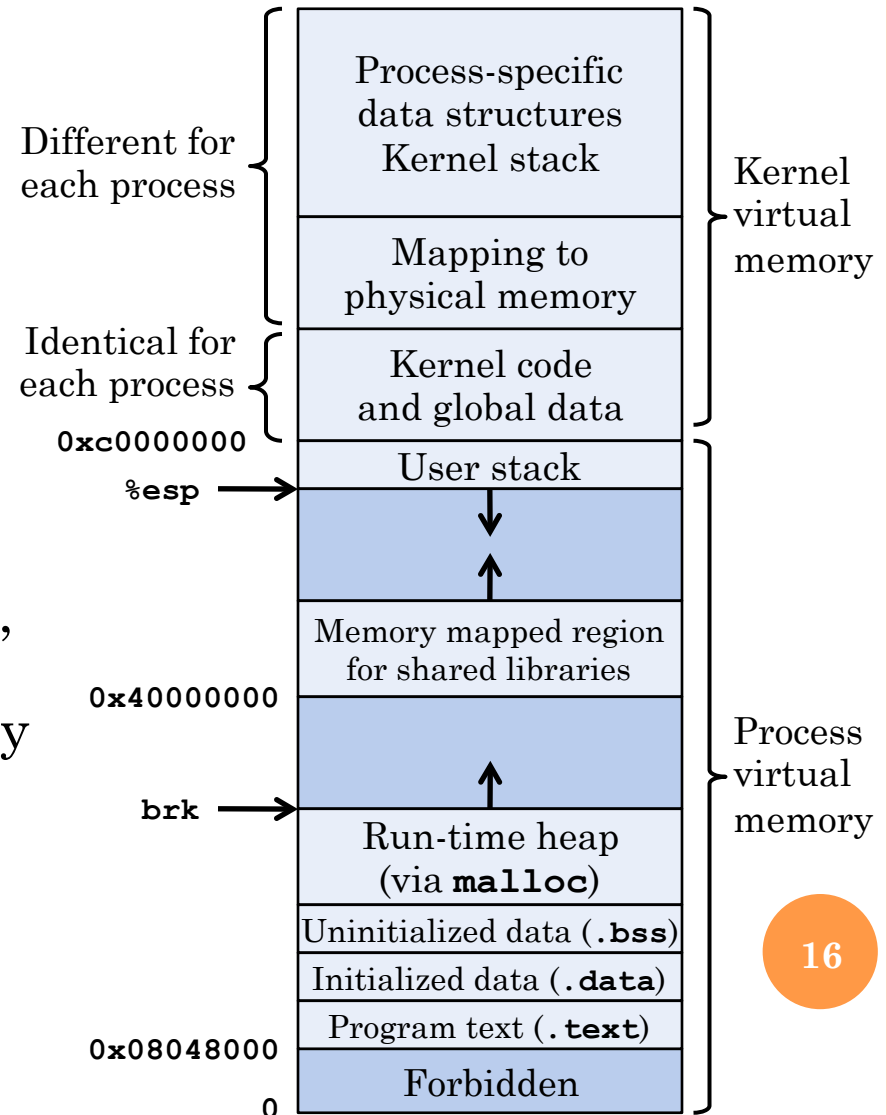 Process-specific
data structures
Kernel stack
Different for
each process
Kernel
virtual
memory
Mapping to
physical memory
Identical for
each process
Kernel code
and global data
0xc0000000
User stack
%esp
,
Memory mapped region
for shared libraries
0x40000000
y
Process
virtual
memory
brk
Run-time heap
(via malloc)
Uninitialized data (.bss)
16
Initialized data (.data)
Program text (.text)
0x08048000
Forbidden
0